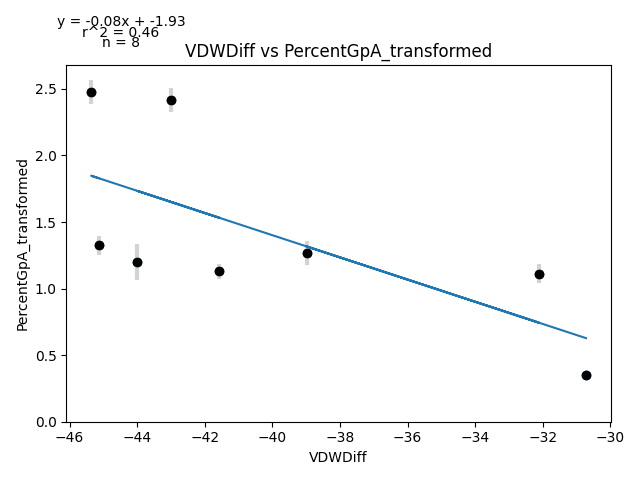 y = -0.08x + -1.93
r^2 = 0.46
n = 8
VDWDiff vs PercentGpA_transformed
PercentGpA_transformed
2.5
2.0
1.5
1.0
0.5
0.0
−46
−44
−42
−40
−38
−36
−34
−32
−30
VDWDiff